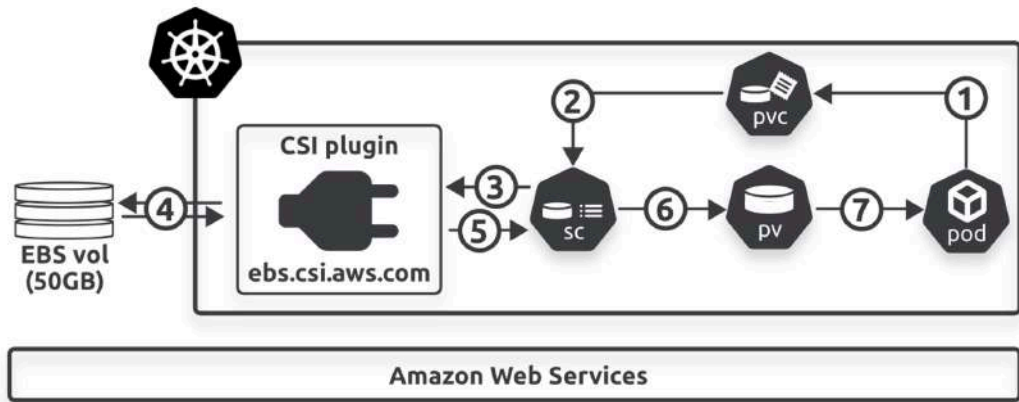 2
1
pvc
CSI plugin
3
4
5
sc
6
pv
7
pod
ebs.csi.aws.com
EBS vol
(50GB)
Amazon Web Services